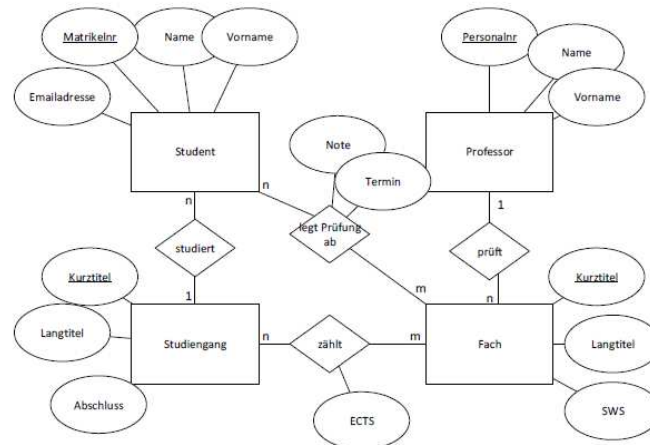 Matrikelnr
Name
Vorname
Personalnr
Name
Emailadresse
Vorname
Student
Note
Professor
Termin
n
n
1
legt Prüfung
ab
studiert
prüft
Kurztitel
1
m
n
Kurztitel
Langtitel
Studiengang
n
zählt
m
Fach
Langtitel
Abschluss
ECTS
SWS